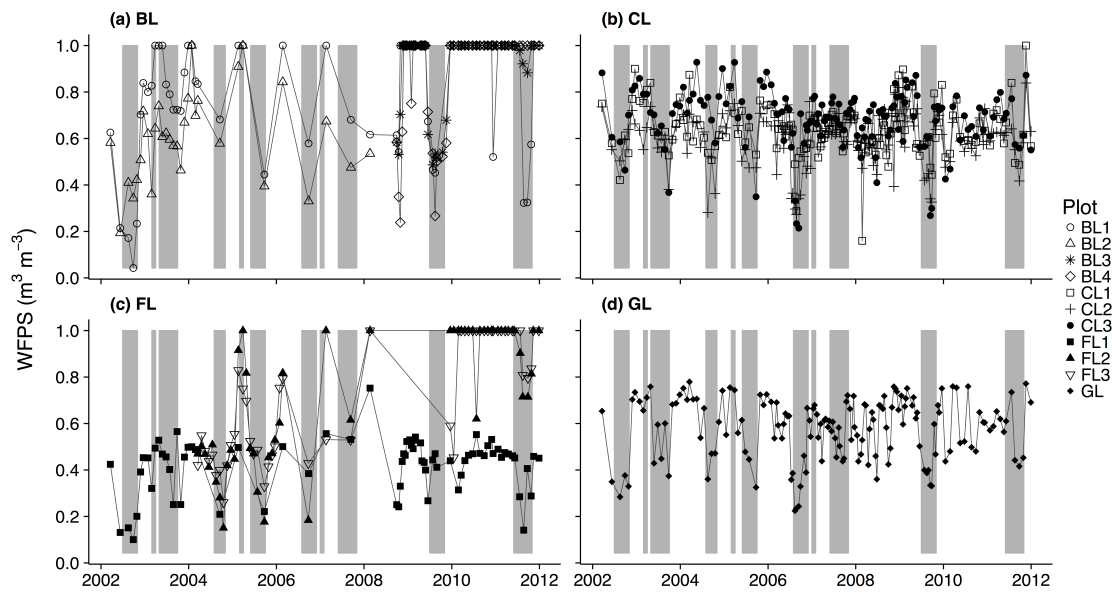 (a) BL
(b) CL
1.0
0.8
0.6
0.4
0.2
0.0
(c) FL
(d) GL
1.0
0.8
0.6
0.4
0.2
0.0
WFPS (m³ m⁻³)
2002 2004 2006 2008 2010 2012
2002 2004 2006 2008 2010 2012
Plot
BL1
BL2
BL3
BL4
CL1
CL2
CL3
FL1
FL2
FL3
GL